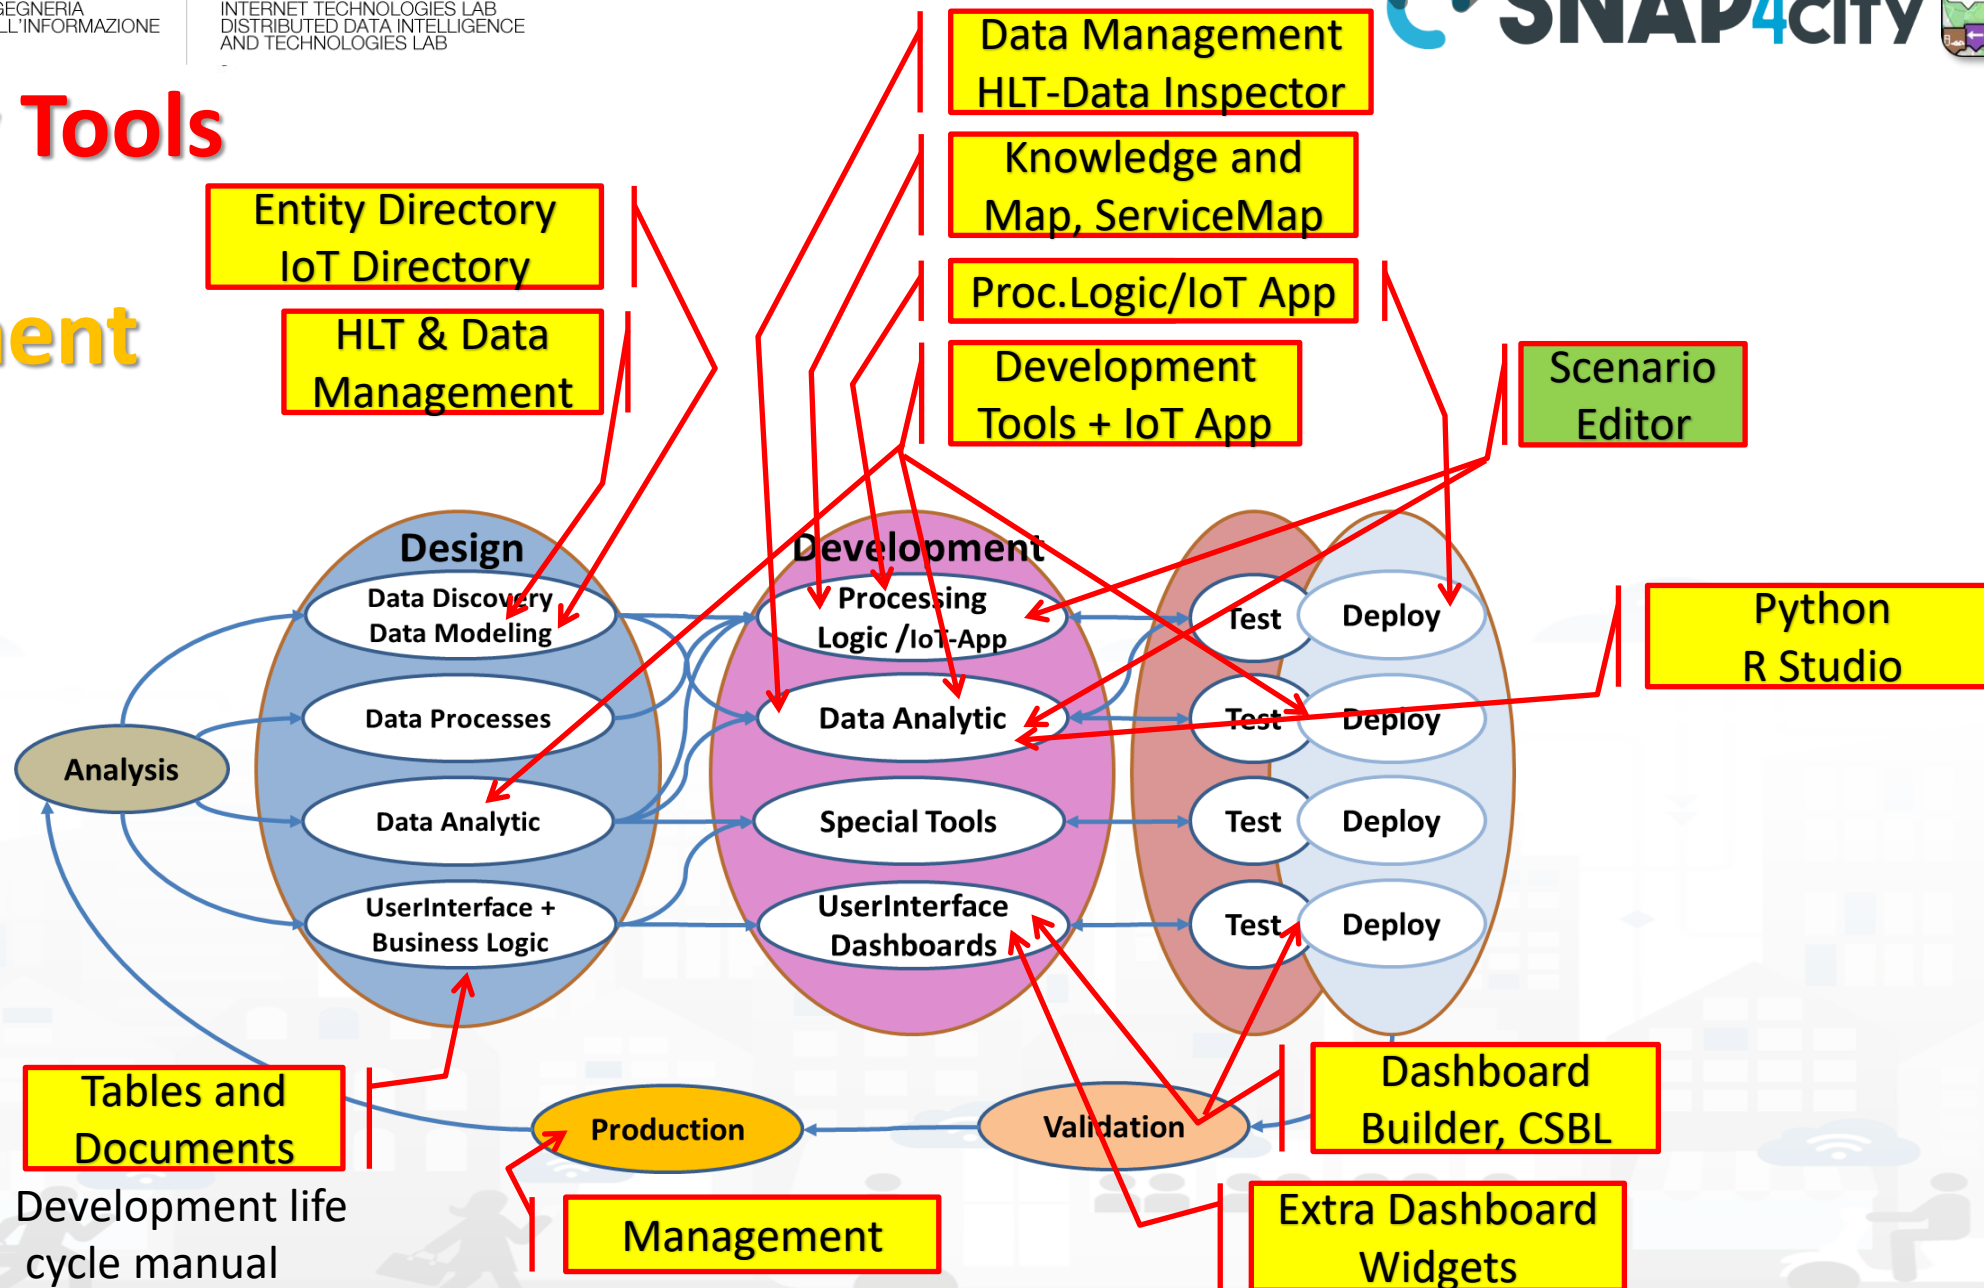 INTERNET TECHNOLOGIES LAB
DISTRIBUTED DATA INTELLIGENCE
AND TECHNOLOGIES LAB
SNAP4CITY
Tools
Data Management
HLT-Data Inspector
Knowledge and
Map, ServiceMap
Entity Directory
IoT Directory
Proc.Logic/IoT App
HLT & Data
Management
Development
Tools + IoT App
Scenario
Editor
Design
Data Discovery
Data Modeling
Data Processes
Data Analytic
UserInterface +
Business Logic
Development
Processing
Logic /IoT-App
Data Analytic
Special Tools
UserInterface
Dashboards
Test
Deploy
Test
Deploy
Test
Deploy
Test
Deploy
Python
R Studio
Analysis
Tables and
Documents
Development life
cycle manual
Production
Validation
Management
Dashboard
Builder, CSBL
Extra Dashboard
Widgets